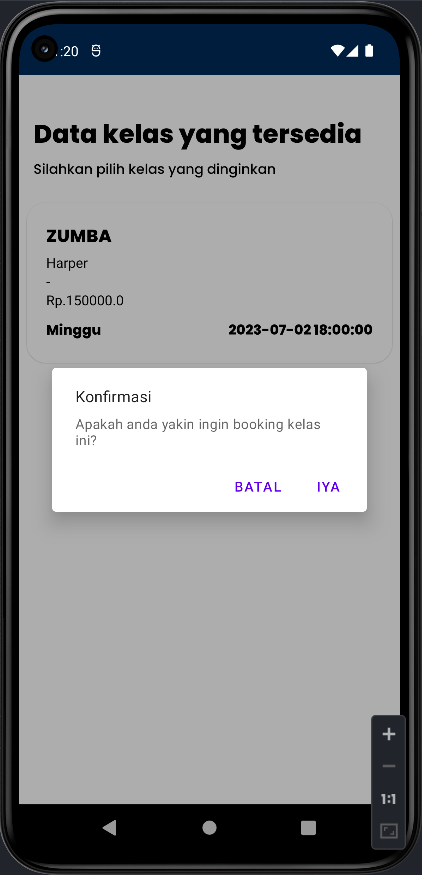 :20
Data kelas yang tersedia
Silahkan pilih kelas yang dinginkan
ZUMBA
Harper
-
Rp.150000.0
Minggu 2023-07-02 18:00:00
Konfirmasi
Apakah anda yakin ingin booking kelas
ini?
BATAL IYA
1:1